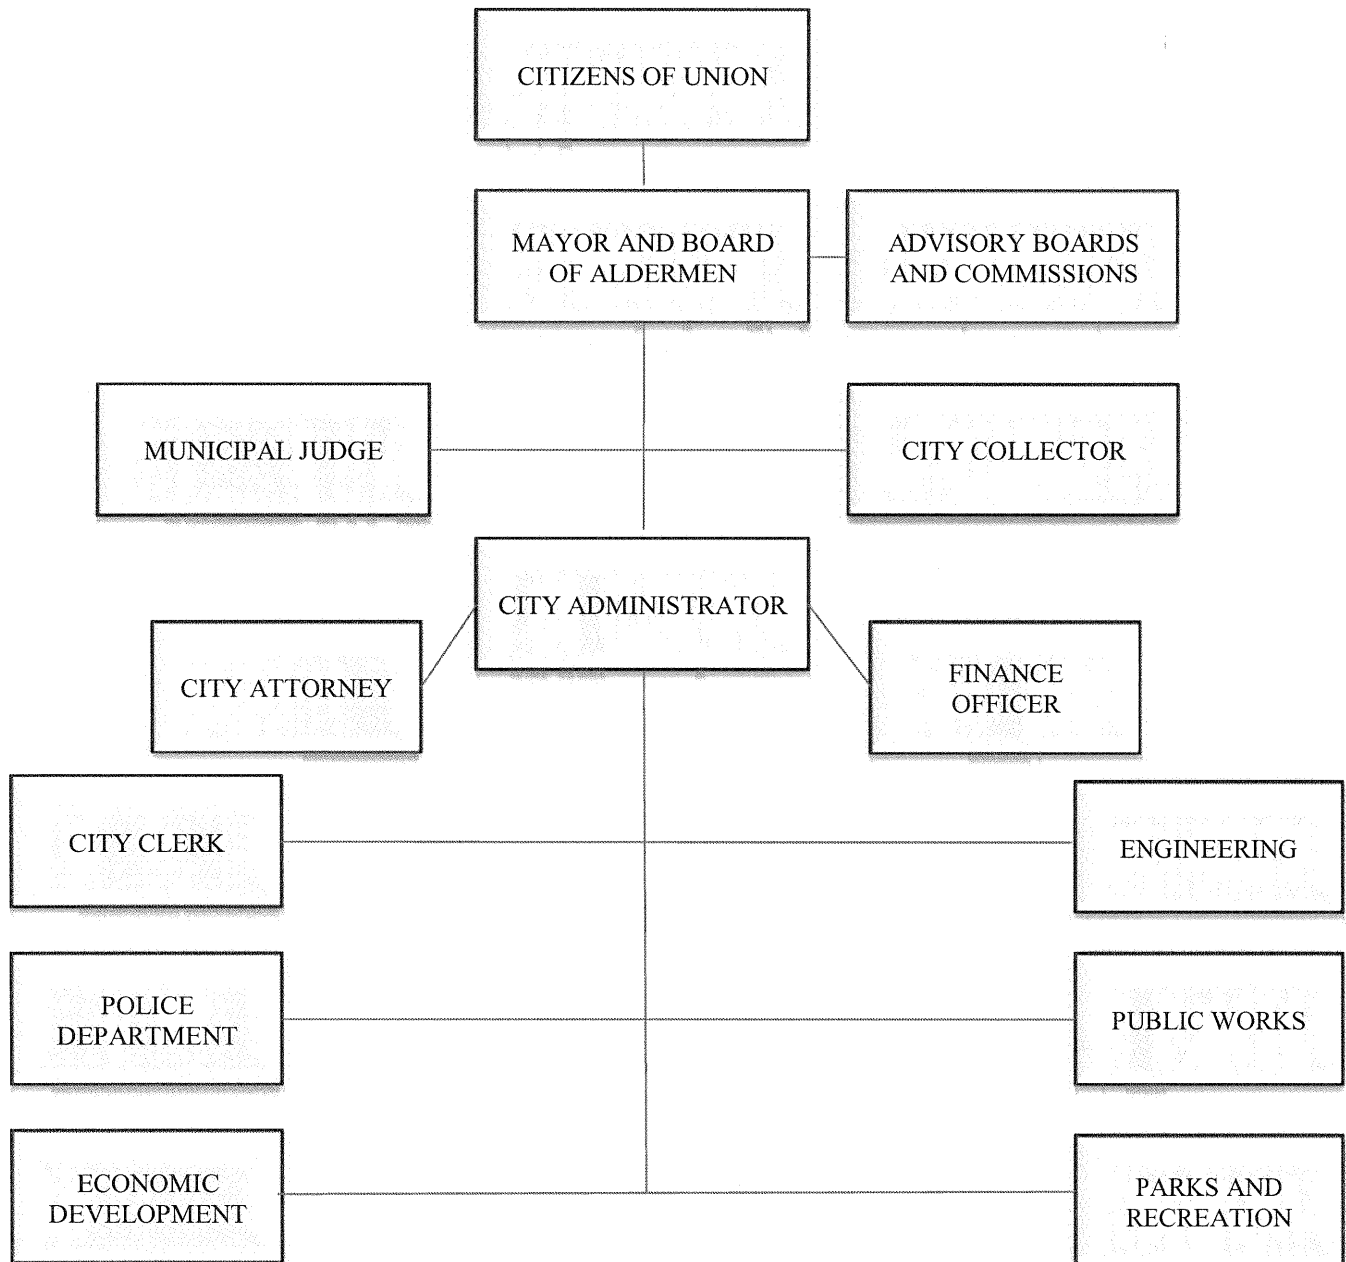 CITIZENS OF UNION
MAYOR AND BOARD
OF ALDERMEN
ADVISORY BOARDS
AND COMMISSIONS
MUNICIPAL JUDGE
CITY COLLECTOR
CITY ADMINISTRATOR
CITY ATTORNEY
FINANCE
OFFICER
CITY CLERK
ENGINEERING
POLICE
DEPARTMENT
PUBLIC WORKS
ECONOMIC
DEVELOPMENT
PARKS AND
RECREATION